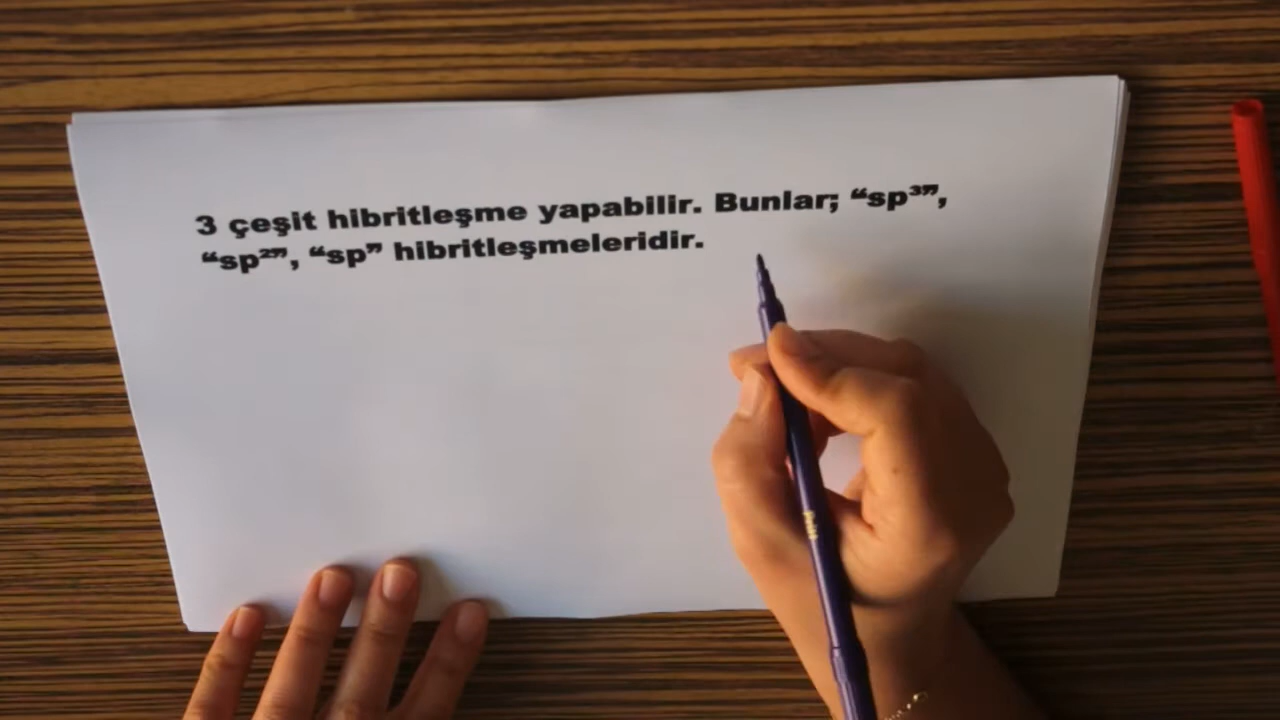 3 çeşit hibritleşme yapabilir. Bunlar; “sp³”,
“sp²”, “sp” hibritleşmeleridir.